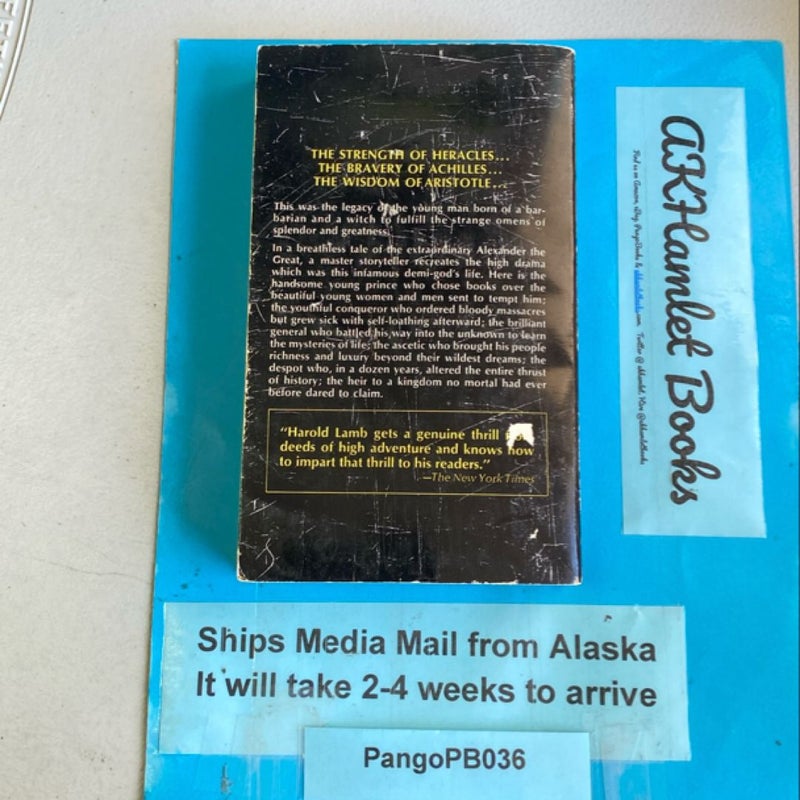 THE STRENGTH OF HERACLES...
THE BRAVERY OF ACHILLES...
THE WISDOM OF ARISTOTLE...
This was the legacy of the young man born of a bar-
barian and a witch to fulfill the strange omens of
splendor and greatness.
In a breathless tale of the extraordinary Alexander the
Great, a master storyteller recreates the high drama
which was this infamous demi-god's life. Here is the
handsome young prince who chose books over the
beautiful young women and men sent to tempt him;
the youthful conqueror who ordered bloody massacres
but grew sick with self-loathing afterward; the brilliant
general who battled his way into the unknown to learn
the mysteries of life; the ascetic who brought his people
richness and luxury beyond their wildest dreams; the
despot who, in a dozen years, altered the entire thrust
of history; the heir to a kingdom no mortal had ever
before dared to claim.
"Harold Lamb gets a genuine thrill
deeds of high adventure and knows how
to impart that thrill to his readers."
—The New York Times
AKHamlet Books
Find us on Amazon, eBay, PangoBooks &
Ships Media Mail from Alaska
It will take 2-4 weeks to arrive
PangoPB036